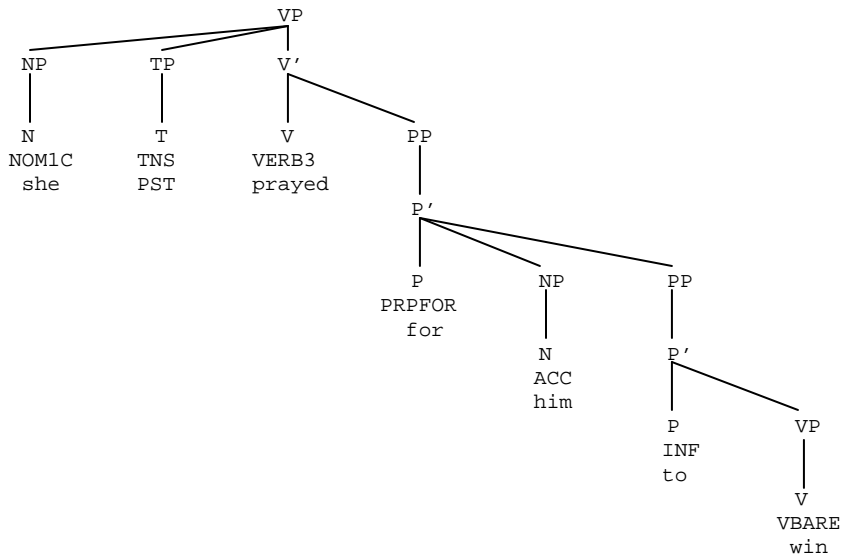 VP
NP TP V′
N T V PP
NOM1C TNS VERB3
she PST prayed
P′
P NP PP
PRPFOR
for
N P′
ACC
him
P VP
INF
to
V
VBARE
win